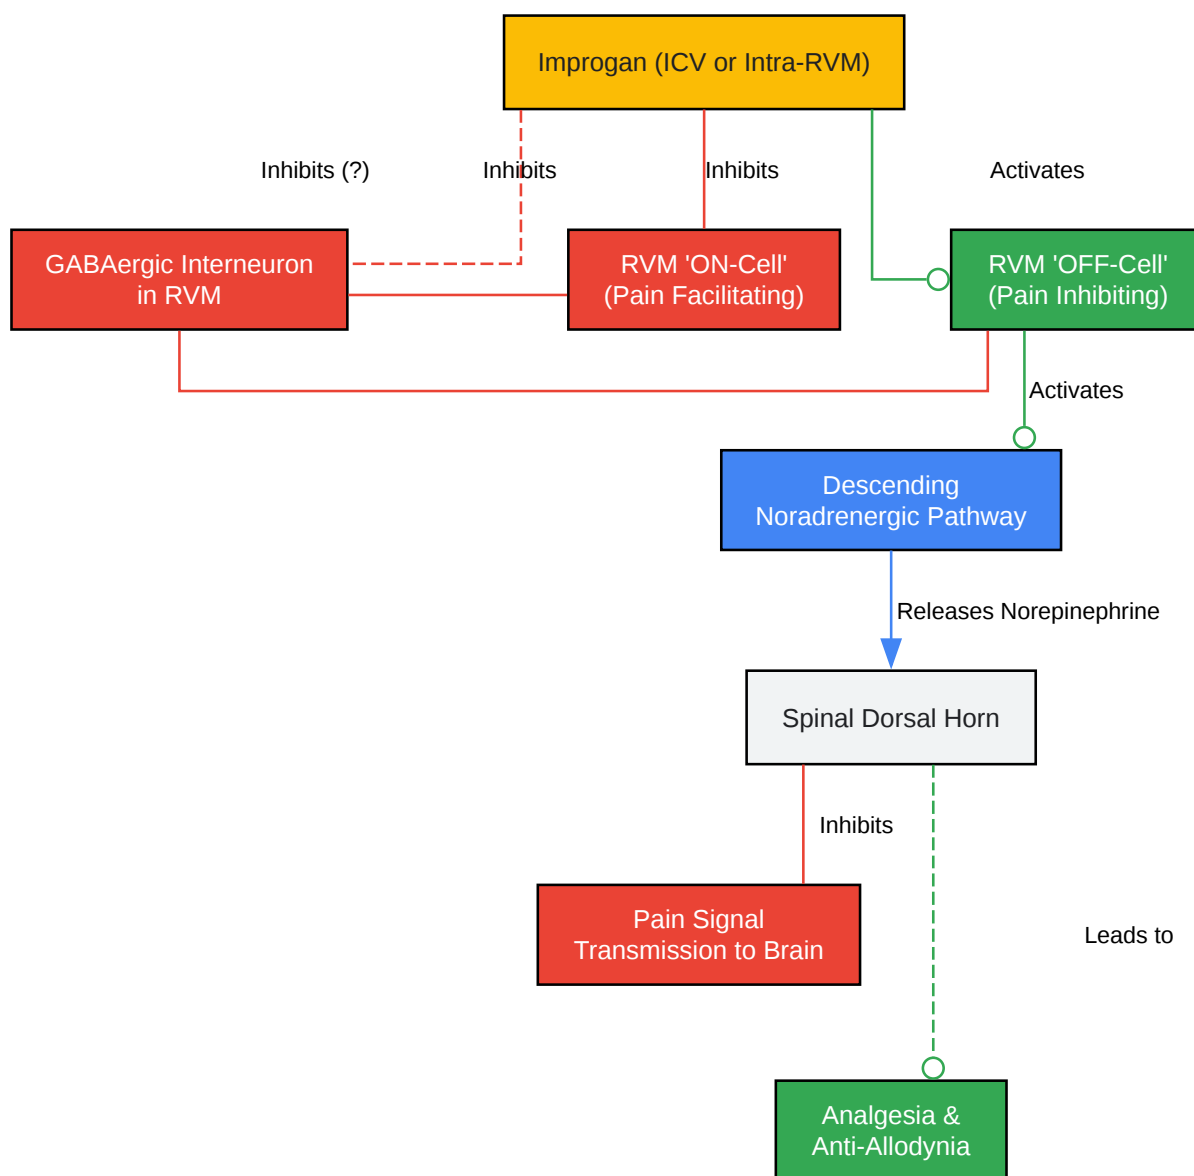 Improgan (ICV or Intra-RVM)
Inhibits (?)
Inhibits
Inhibits
Activates
GABAergic Interneuron
in RVM
RVM 'ON-Cell'
(Pain Facilitating)
RVM 'OFF-Cell'
(Pain Inhibiting)
Activates
Descending
Noradrenergic Pathway
Releases Norepinephrine
Spinal Dorsal Horn
Inhibits
Pain Signal
Transmission to Brain
Leads to
Analgesia &
Anti-Allodynia